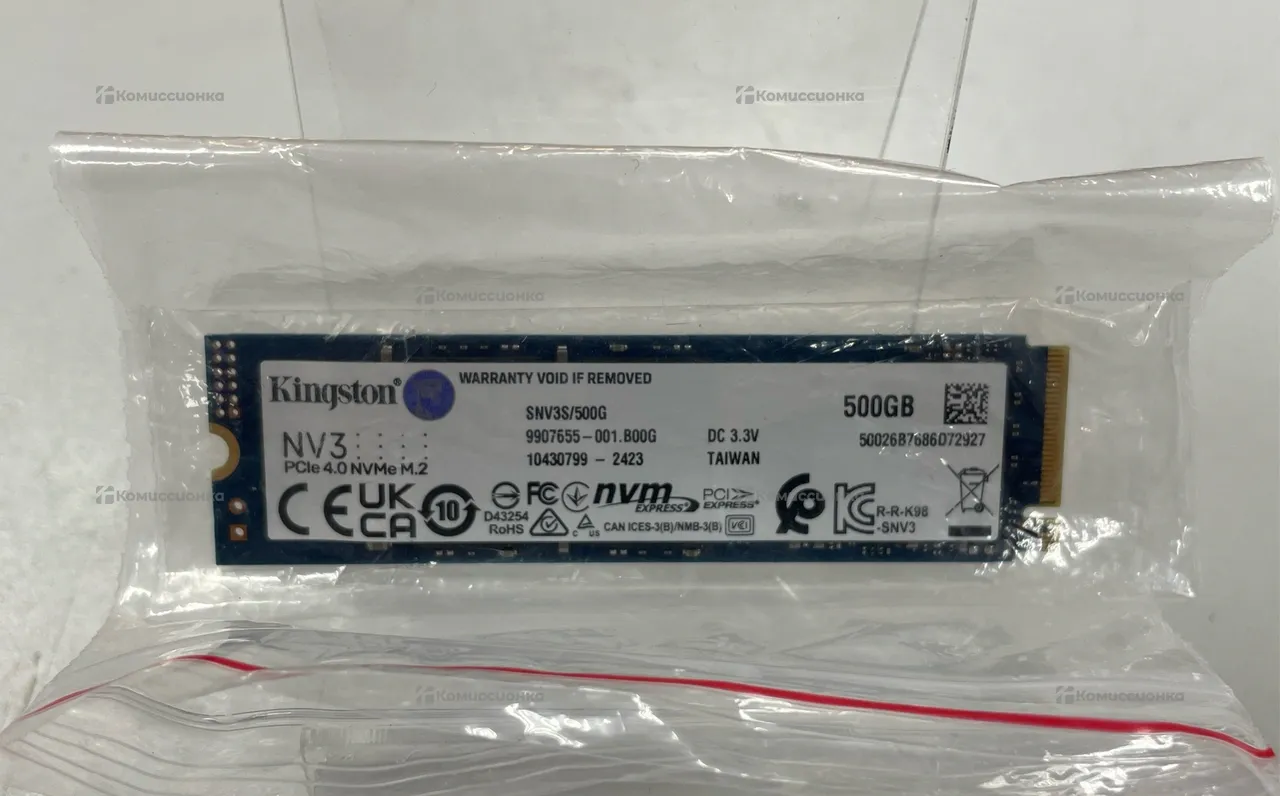 Комиссионка
Комиссионка
Комиссионка
Комиссионка
Kingston®
WARRANTY VOID IF REMOVED
SNV3S/500G
500GB
9907655-001.B00G
DC 3.3V
50026B7686D72927
10430799 - 2423
TAIWAN
NV3
PCIe 4.0 NVMe M.2
Комиссионка
CE
UK
CA
10
D43254
RoHS
FC
c
us
nvm
EXPRESS
PCI
EXPRESS
CAN ICES-3(B)/NMB-3(B)
VCI
R-R-K98
-SNV3
Комиссионка
Комиссионка